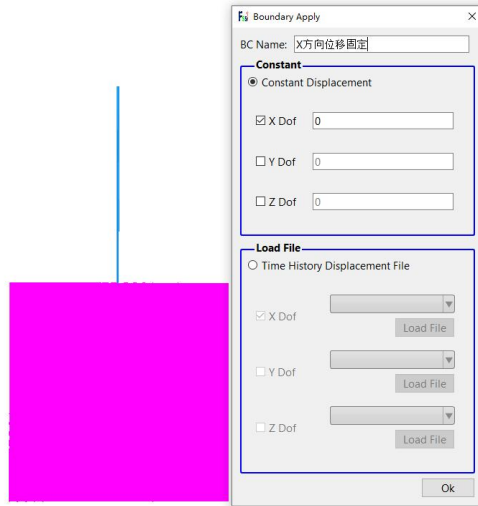 Boundary Apply
BC Name: X方向位移固定
Constant
Constant Displacement
X Dof 0
Y Dof 0
Z Dof 0
Load File
Time History Displacement File
X Dof
Load File
Y Dof
Load File
Z Dof
Load File
Ok